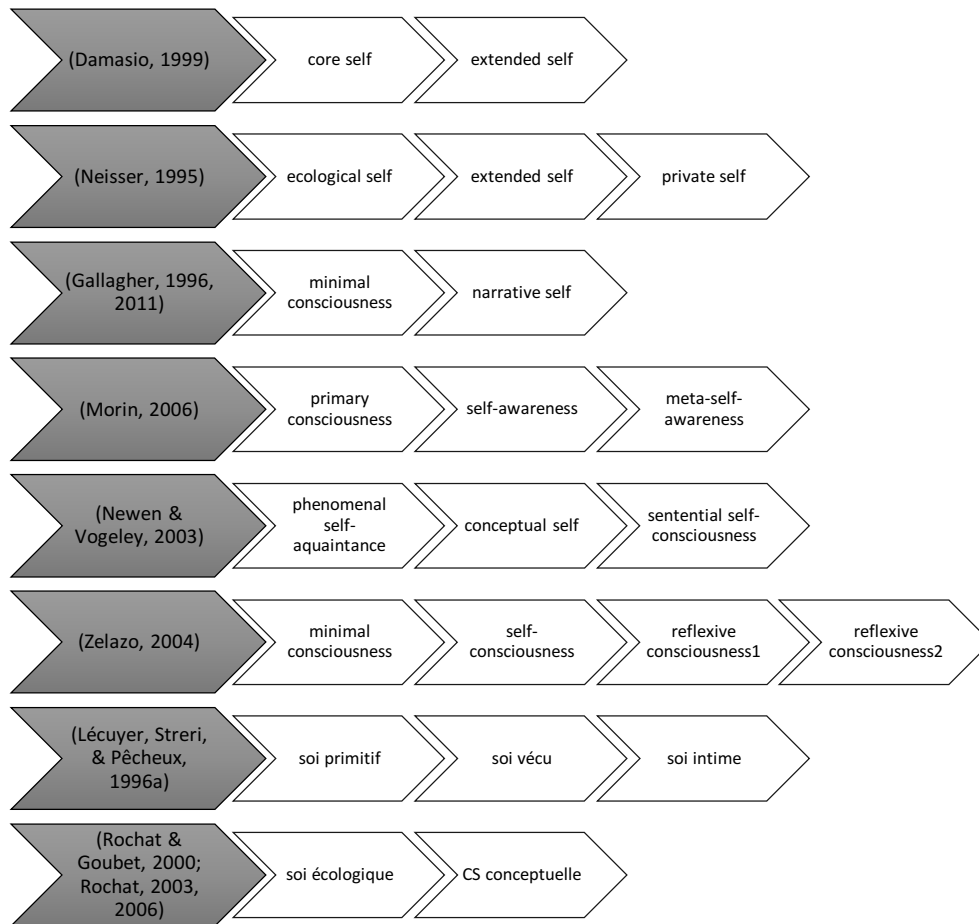 (Damasio, 1999)
core self
extended self
(Neisser, 1995)
ecological self
extended self
private self
(Gallagher, 1996,
2011)
minimal
consciousness
narrative self
(Morin, 2006)
primary
consciousness
self-awareness
meta-self-
awareness
(Newen &
Vogeley, 2003)
phenomenal
self-
aquaintance
conceptual self
sentential self-
consciousness
(Zelazo, 2004)
minimal
consciousness
self-
consciousness
reflexive
consciousness1
reflexive
consciousness2
(Lécuyer, Streri,
& Pêcheux,
1996a)
soi primitif
soi vécu
soi intime
(Rochat &
Goubet, 2000;
Rochat, 2003,
2006)
soi écologique
CS conceptuelle